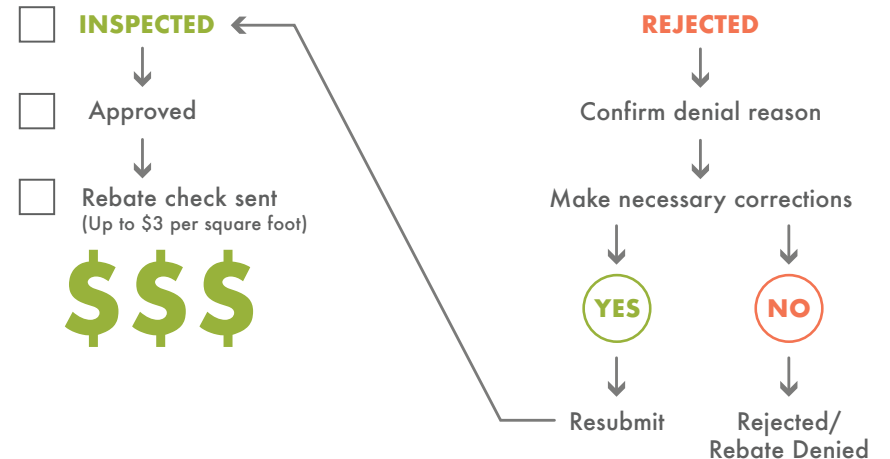 INSPECTED
Approved
Rebate check sent
(Up to $3 per square foot)
$$$
REJECTED
Confirm denial reason
Make necessary corrections
YES
NO
Resubmit
Rejected/
Rebate Denied